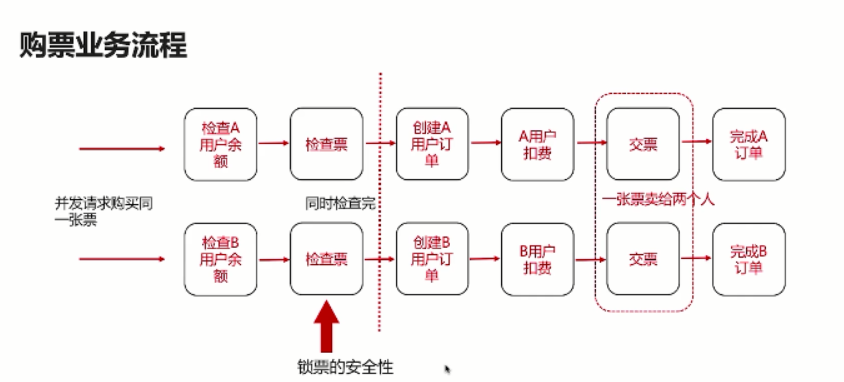 购票业务流程
检查A
用户余
额
检查票
创建A
用户订
单
A用户
扣费
交票
完成A
订单
并发请求购买同
一张票
同时检查完
一张票卖给两个人
检查B
用户余
额
检查票
创建B
用户订
单
B用户
扣费
交票
完成B
订单
锁票的安全性